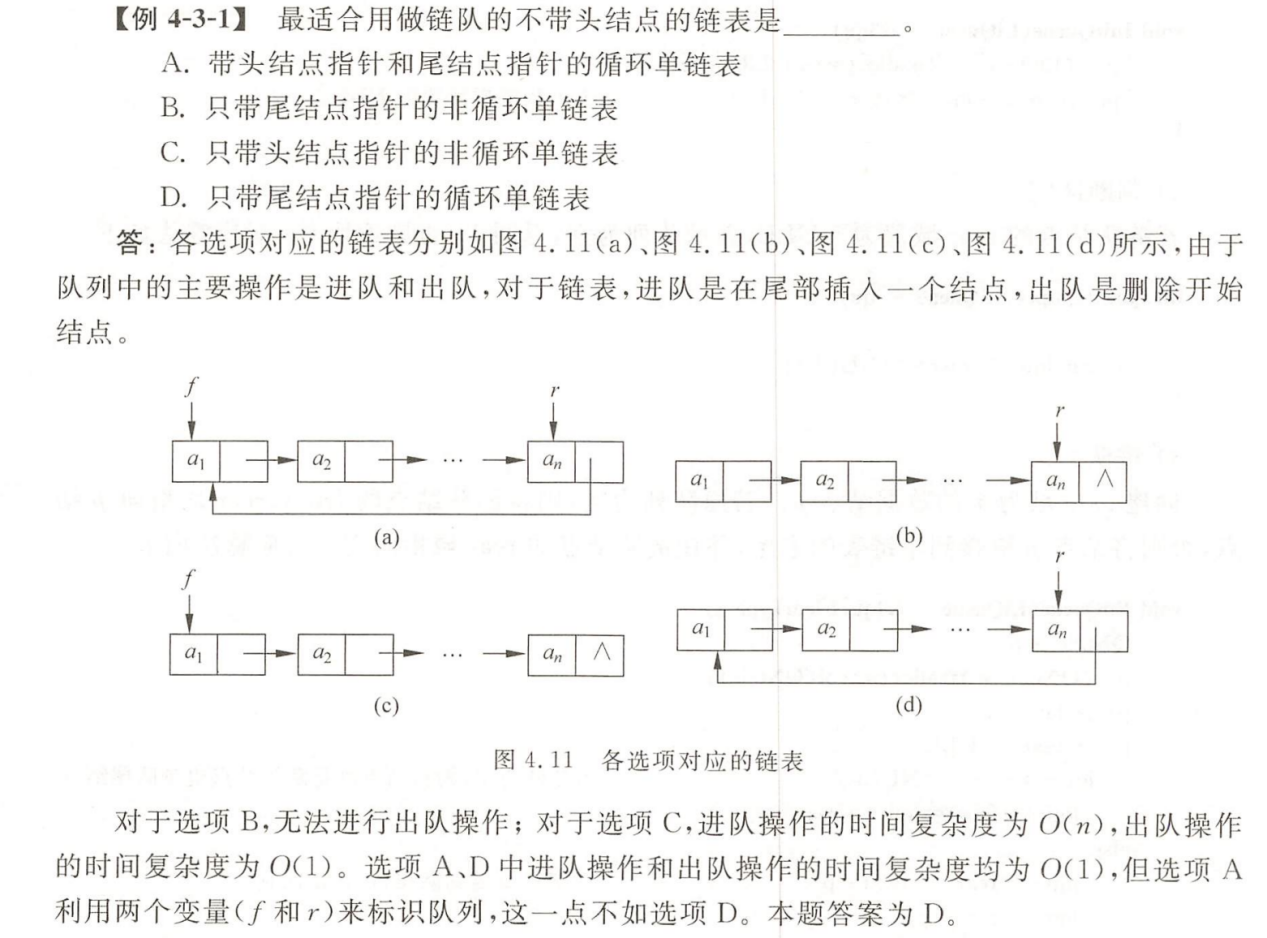 【例 4-3-1】 最适合用做链队的不带头结点的链表是________。
A. 带头结点指针和尾结点指针的循环单链表
B. 只带尾结点指针的非循环单链表
C. 只带头结点指针的非循环单链表
D. 只带尾结点指针的循环单链表
答：各选项对应的链表分别如图 4.11(a)、图 4.11(b)、图 4.11(c)、图 4.11(d)所示，由于
队列中的主要操作是进队和出队，对于链表，进队是在尾部插入一个结点，出队是删除开始
结点。
f r
a1 a2 … an
(a)
r
a1 a2 … an ∧
(b)
f
a1 a2 … an ∧
(c)
r
a1 a2 … an
(d)
图 4.11 各选项对应的链表
对于选项 B，无法进行出队操作；对于选项 C，进队操作的时间复杂度为 O(n)，出队操作
的时间复杂度为 O(1)。选项 A、D 中进队操作和出队操作的时间复杂度均为 O(1)，但选项 A
利用两个变量(f 和 r)来标识队列，这一点不如选项 D。本题答案为 D。